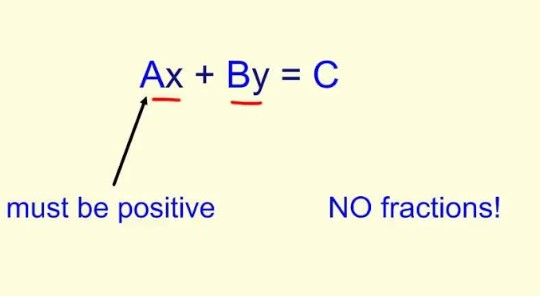 Ax + By = C
must be positive
NO fractions!